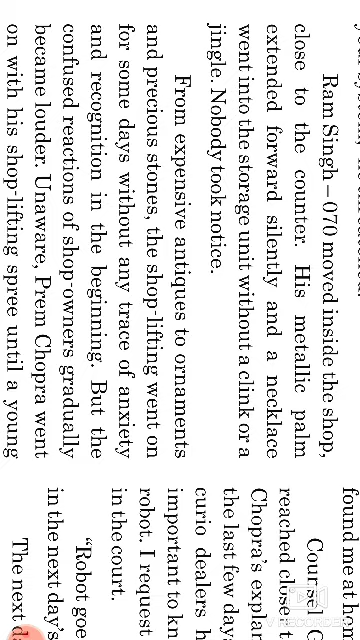 Ram Singh – 070 moved inside the shop,
close to the counter. His metallic palm
extended forward silently and a necklace
went into the storage unit without a clink or a
jingle. Nobody took notice.
From expensive antiques to ornaments
and precious stones, the shop-lifting went on
for some days without any trace of anxiety
and recognition in the beginning. But the
confused reactions of shop-owners gradually
became louder. Unaware, Prem Chopra went
on with his shop-lifting spree until a young
found me at
reached close
Chopra's
the last few day
curio dealers
important to
robot. I request
in the court.
"Robot goe
in the next day's
The next